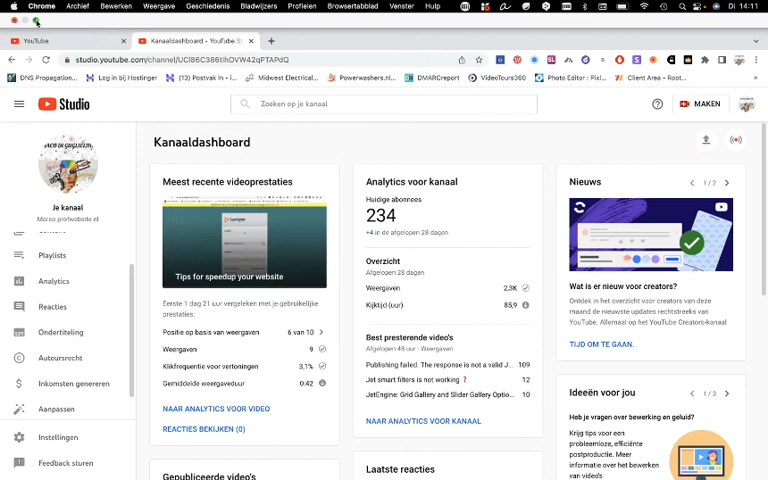 Chrome Archief Bewerken Weergave Geschiedenis Bladwijzers Profielen Browsertabblad Venster Help
Di 14:11
YouTube
Kanaaldashboard - YouTube St
studio.youtube.com/channel/
DNS Propagation...
Log in bij Hostinger
Postvak In -
Midwest Electrical...
Powerwashers.nl...
DMARCreport
VideoTours360
Photo Editor : Pixl...
Client Area - Root...
Studio
Zoeken op je kanaal
MAKEN
Je kanaal
Marco profwebsite.nl
Playlists
Analytics
Reacties
Ondertiteling
Auteursrecht
Inkomsten genereren
Aanpassen
Instellingen
Feedback sturen
Kanaaldashboard
Meest recente videoprestaties
Tips for speedup your website
Eerste 1 dag 21 uur vergeleken met je gebruikelijke
prestaties:
Positie op basis van weergaven 6 van 10
Weergaven 9
Klikfrequentie voor vertoningen 3,1%
Gemiddelde weergaveduur 0:42
NAAR ANALYTICS VOOR VIDEO
REACTIES BEKIJKEN (0)
Gepubliceerde video's
Analytics voor kanaal
Huidige abonnees
234
+4 in de afgelopen 28 dagen
Overzicht
Afgelopen 28 dagen
Weergaven 2,3K
Kijktijd (uur) 85,9
Best presterende video's
Afgelopen 48 uur · Weergaven
Publishing failed. The response is not a valid J... 109
Jet smart filters is not working ? 12
JetEngine: Grid Gallery and Slider Gallery Optio... 10
NAAR ANALYTICS VOOR KANAAL
Laatste reacties
Nieuws
1 / 2
Wat is er nieuw voor creators?
Ontdek in het overzicht voor creators van deze
maand de nieuwste updates rechtstreeks van
YouTube. Allemaal op het YouTube Creators-kanaal
TIJD OM TE GAAN.
Ideeën voor jou
1 / 3
Heb je vragen over bewerking en geluid?
Krijg tips voor een
probleemloze, efficiënte
postproductie. Meer
informatie over het bewerken
van video's